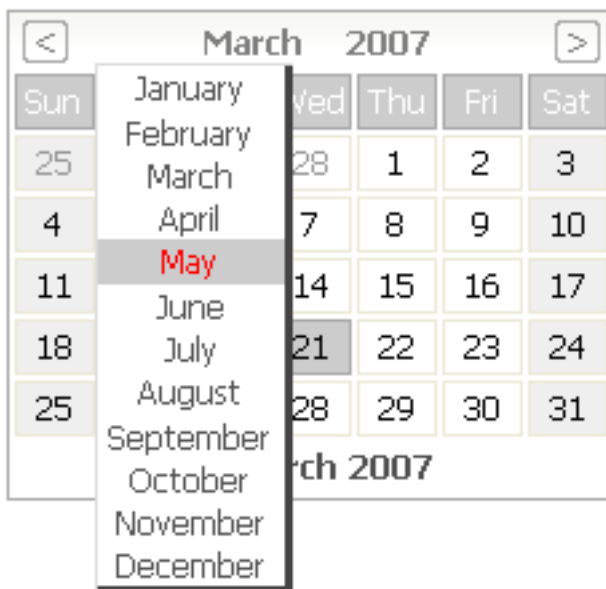 < March 2007 >
Sun Wed Thu Fri Sat
25 28 1 2 3
4 7 8 9 10
11 14 15 16 17
18 21 22 23 24
25 28 29 30 31
rch 2007
January
February
March
April
May
June
July
August
September
October
November
December